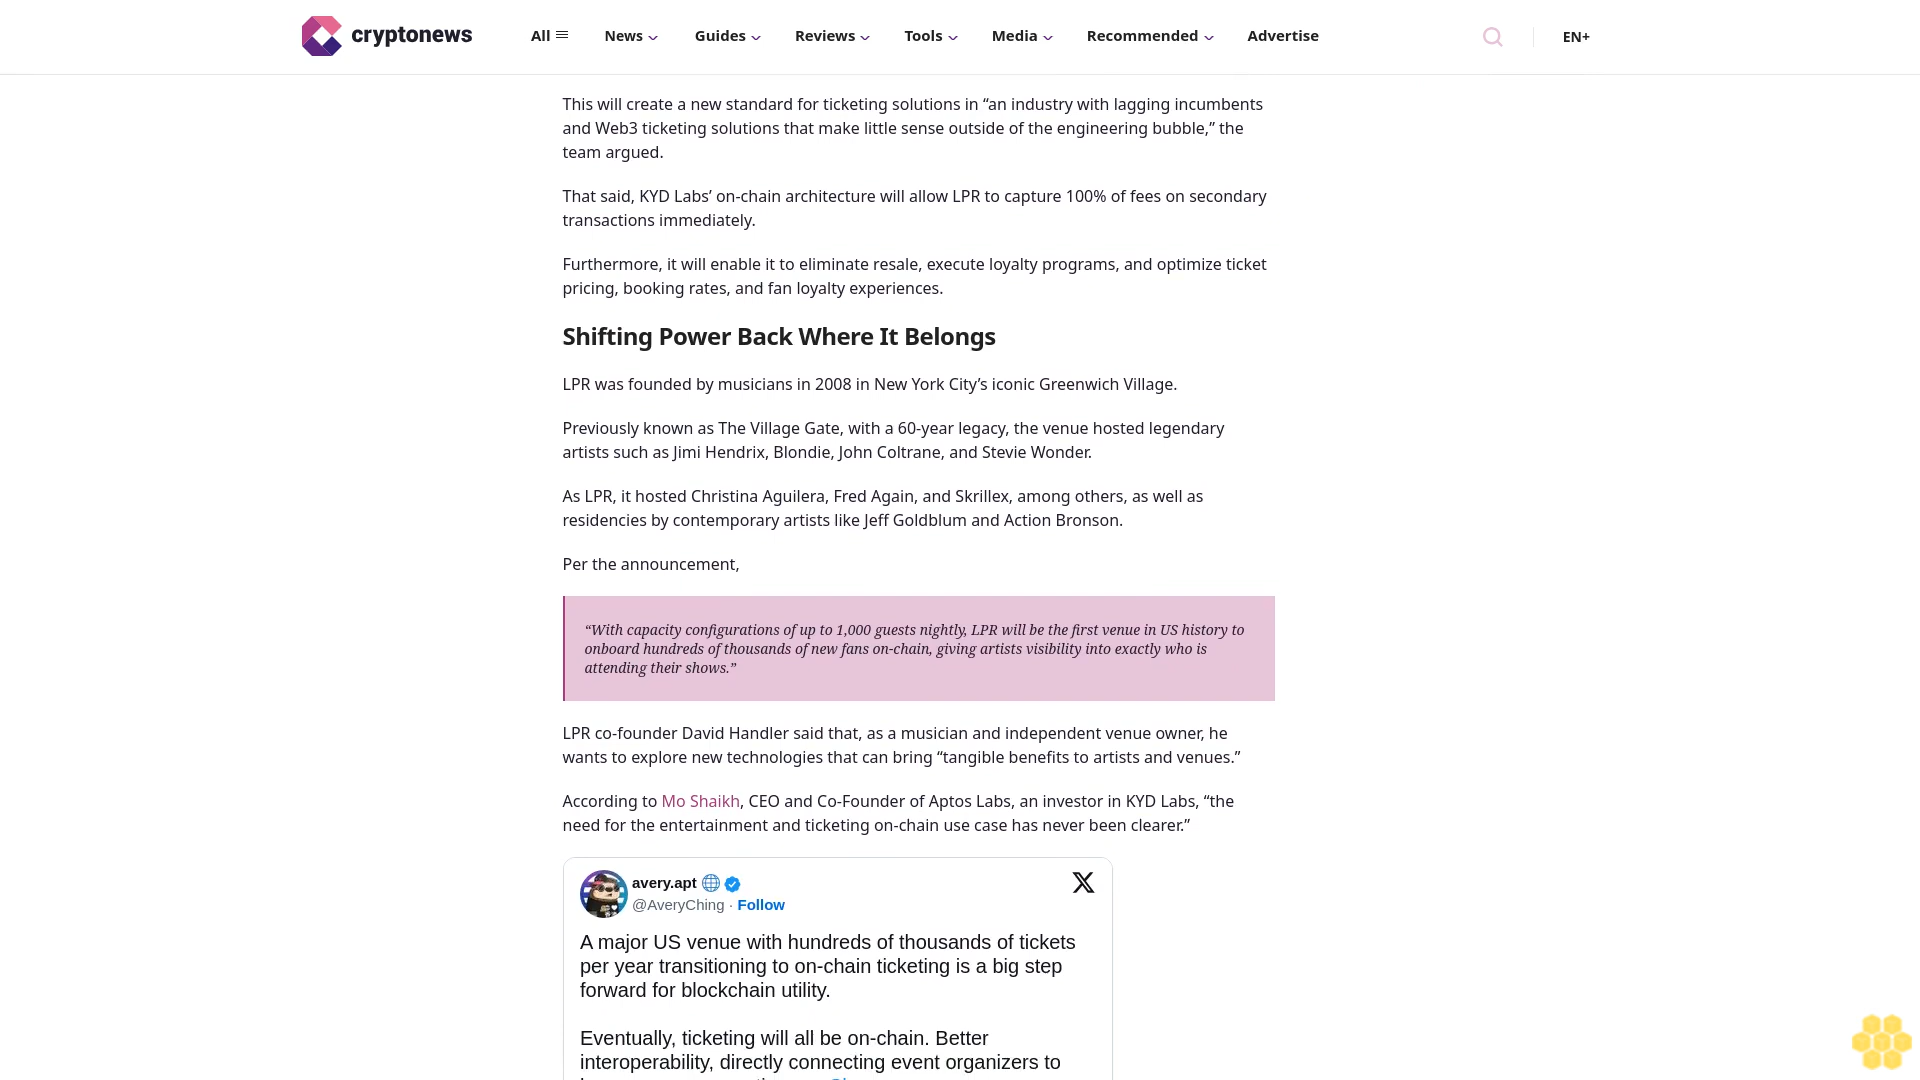 cryptonews
All
News
Guides
Reviews
Tools
Media
Recommended
Advertise
EN+
This will create a new standard for ticketing solutions in “an industry with lagging incumbents
and Web3 ticketing solutions that make little sense outside of the engineering bubble,” the
team argued.
That said, KYD Labs’ on-chain architecture will allow LPR to capture 100% of fees on secondary
transactions immediately.
Furthermore, it will enable it to eliminate resale, execute loyalty programs, and optimize ticket
pricing, booking rates, and fan loyalty experiences.
Shifting Power Back Where It Belongs
LPR was founded by musicians in 2008 in New York City’s iconic Greenwich Village.
Previously known as The Village Gate, with a 60-year legacy, the venue hosted legendary
artists such as Jimi Hendrix, Blondie, John Coltrane, and Stevie Wonder.
As LPR, it hosted Christina Aguilera, Fred Again, and Skrillex, among others, as well as
residencies by contemporary artists like Jeff Goldblum and Action Bronson.
Per the announcement,
“With capacity configurations of up to 1,000 guests nightly, LPR will be the first venue in US history to
onboard hundreds of thousands of new fans on-chain, giving artists visibility into exactly who is
attending their shows.”
LPR co-founder David Handler said that, as a musician and independent venue owner, he
wants to explore new technologies that can bring “tangible benefits to artists and venues.”
According to Mo Shaikh, CEO and Co-Founder of Aptos Labs, an investor in KYD Labs, “the
need for the entertainment and ticketing on-chain use case has never been clearer.”
avery.apt
@AveryChing · Follow
A major US venue with hundreds of thousands of tickets
per year transitioning to on-chain ticketing is a big step
forward for blockchain utility.
Eventually, ticketing will all be on-chain. Better
interoperability, directly connecting event organizers to